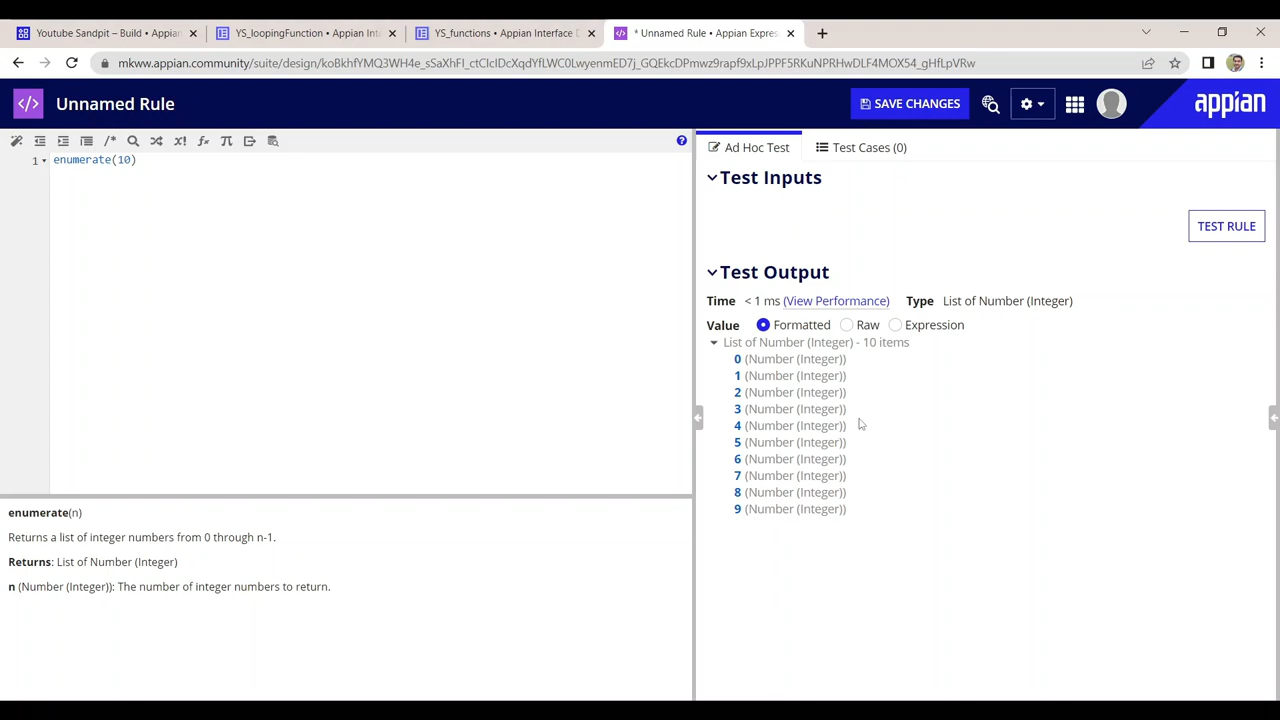 Youtube Sandpit – Build • Appian
YS_loopingFunction • Appian Inte
YS_functions • Appian Interface D
* Unnamed Rule • Appian Expres
mkww.appian.community/suite/design/koBkhfYMQ3WH4e_sSaXhFI_ctCIcIDcXqdYfLWC0LwyenmED7j_GQEkcDPmwz9rapf9xLpJPPF5RKuNPRHwDLF4MOX54_gHfLpVRw
Unnamed Rule
SAVE CHANGES
appian
1
enumerate(10)
Ad Hoc Test
Test Cases (0)
Test Inputs
TEST RULE
Test Output
Time < 1 ms (View Performance) Type List of Number (Integer)
Value Formatted Raw Expression
List of Number (Integer) - 10 items
0 (Number (Integer))
1 (Number (Integer))
2 (Number (Integer))
3 (Number (Integer))
4 (Number (Integer))
5 (Number (Integer))
6 (Number (Integer))
7 (Number (Integer))
8 (Number (Integer))
9 (Number (Integer))
enumerate(n)
Returns a list of integer numbers from 0 through n-1.
Returns: List of Number (Integer)
n (Number (Integer)): The number of integer numbers to return.